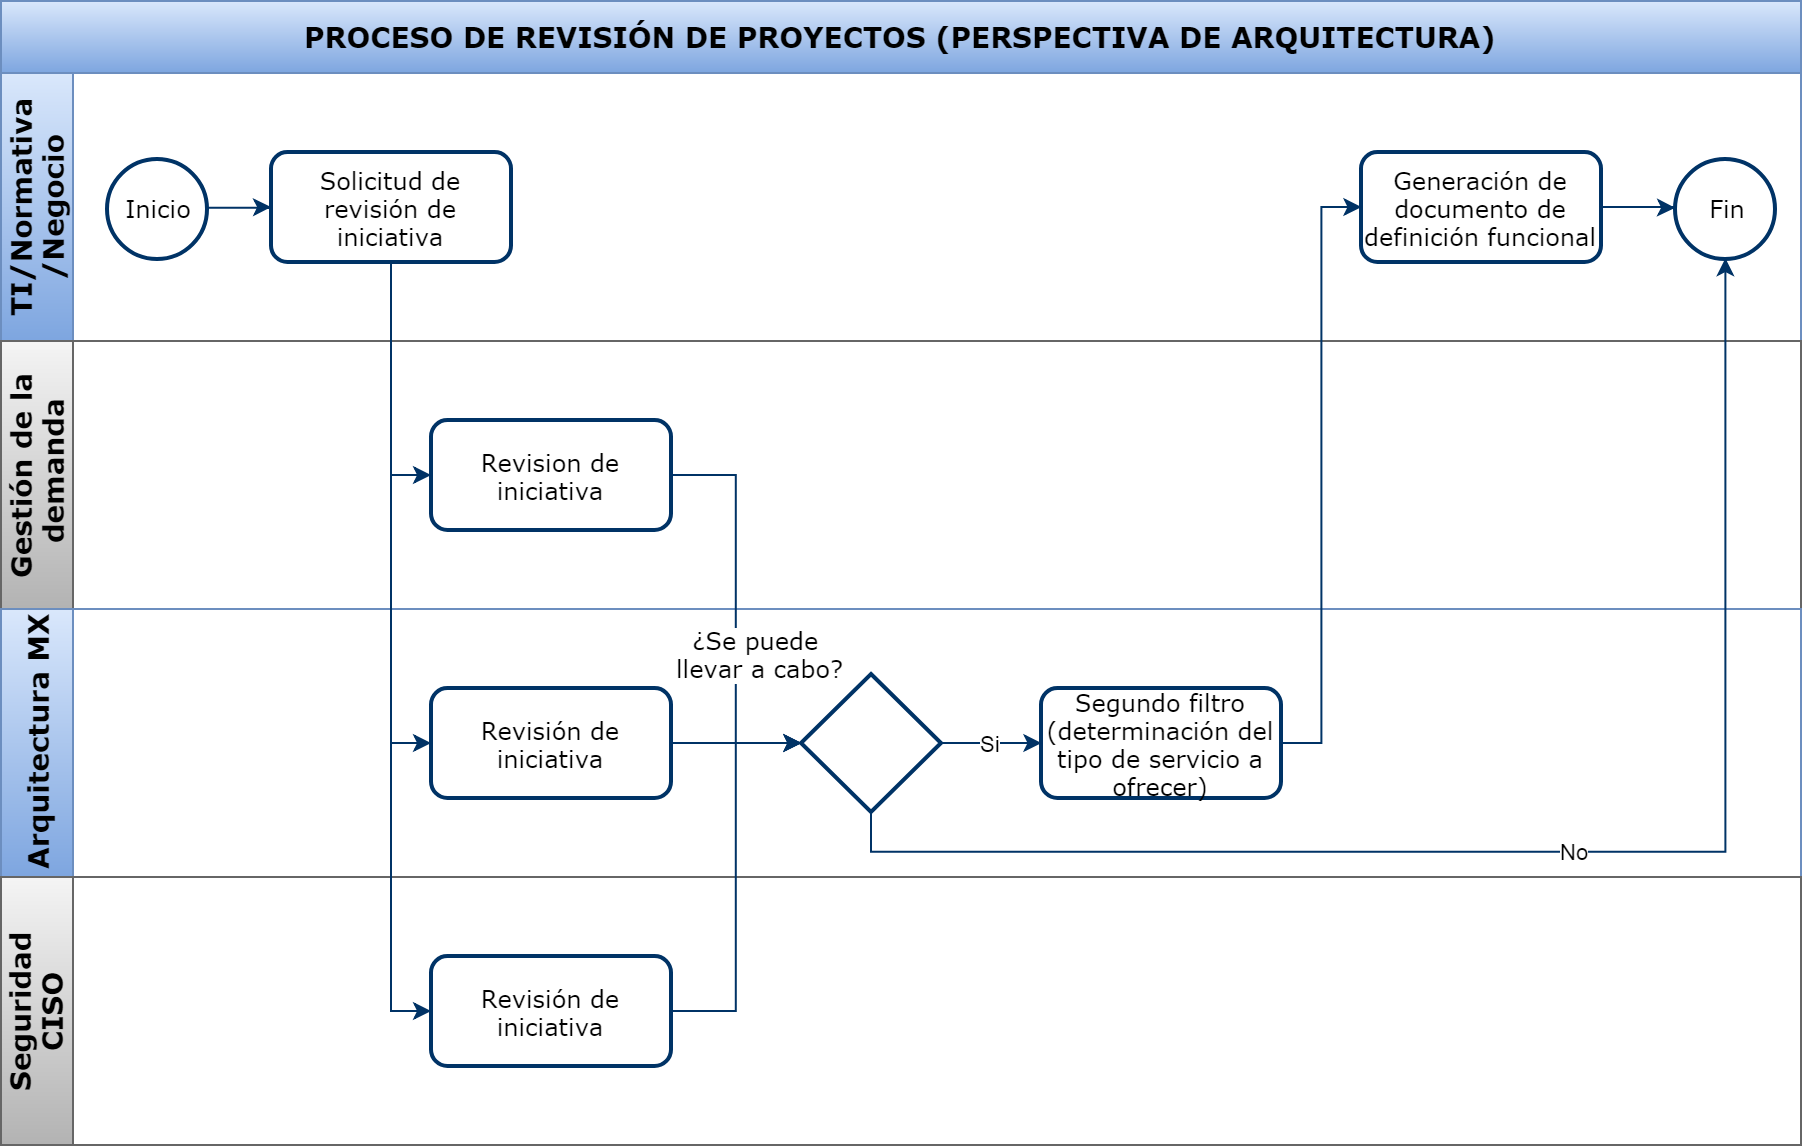 PROCESO DE REVISIÓN DE PROYECTOS (PERSPECTIVA DE ARQUITECTURA)
TI/Normativa
/Negocio
Inicio
Solicitud de
revisión de
iniciativa
Generación de
documento de
definición funcional
Fin
Gestión de la
demanda
Revision de
iniciativa
Arquitectura MX
Revisión de
iniciativa
¿Se puede
llevar a cabo?
Si
Segundo filtro
(determinación del
tipo de servicio a
ofrecer)
No
Seguridad
CISO
Revisión de
iniciativa